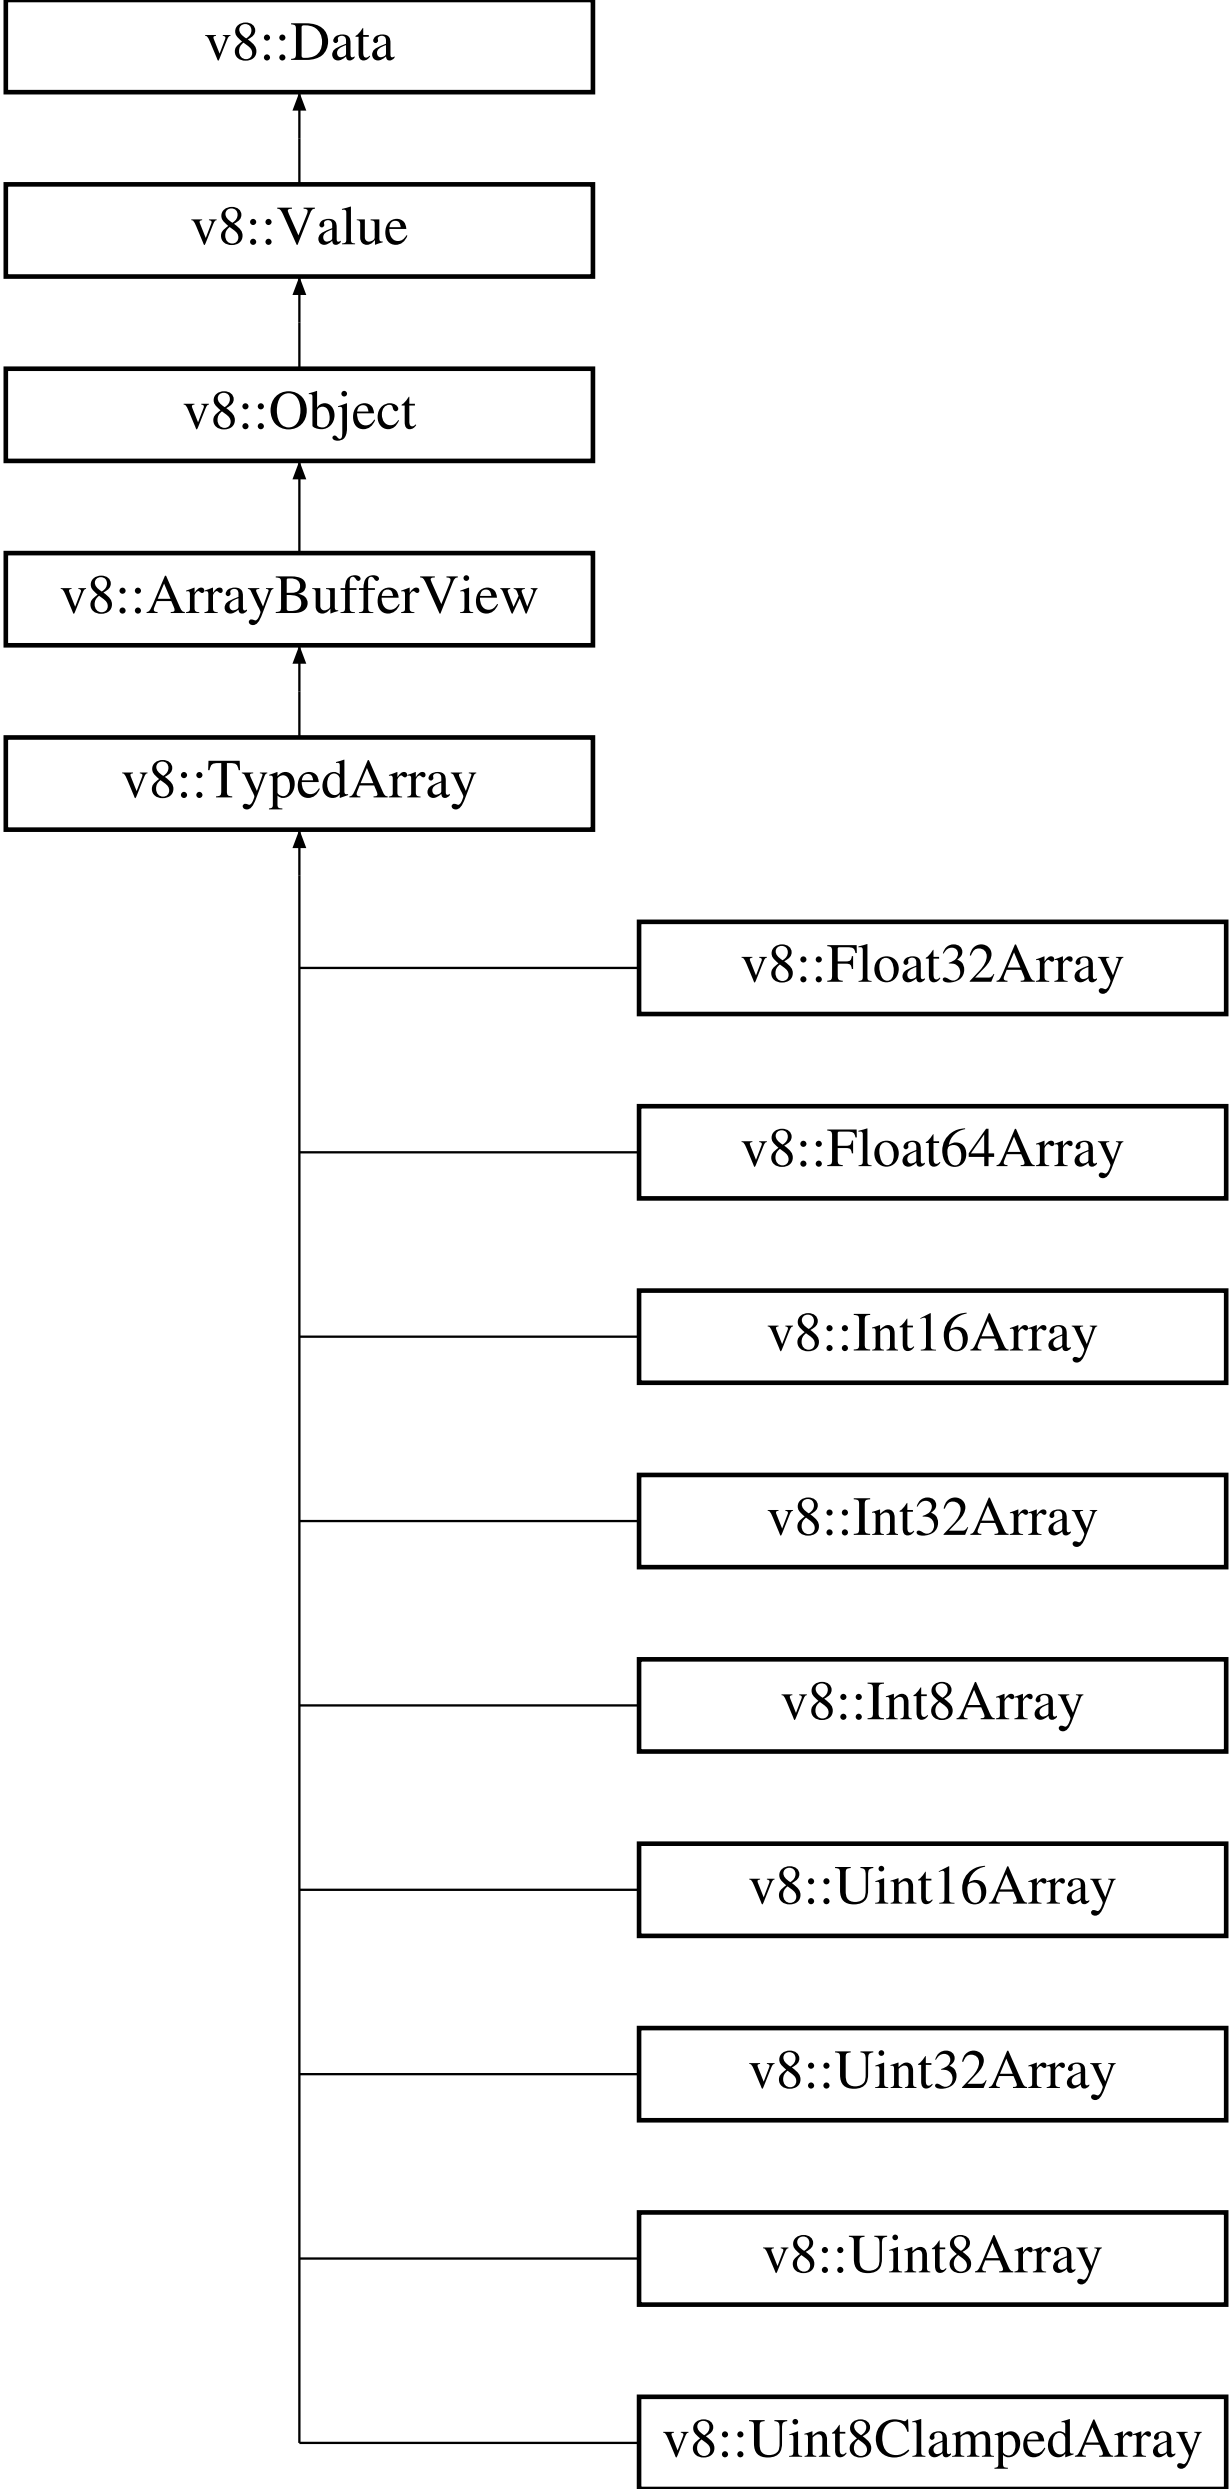 v8::Data
v8::Value
v8::Object
v8::ArrayBufferView
v8::TypedArray
v8::Float32Array
v8::Float64Array
v8::Int16Array
v8::Int32Array
v8::Int8Array
v8::Uint16Array
v8::Uint32Array
v8::Uint8Array
v8::Uint8ClampedArray